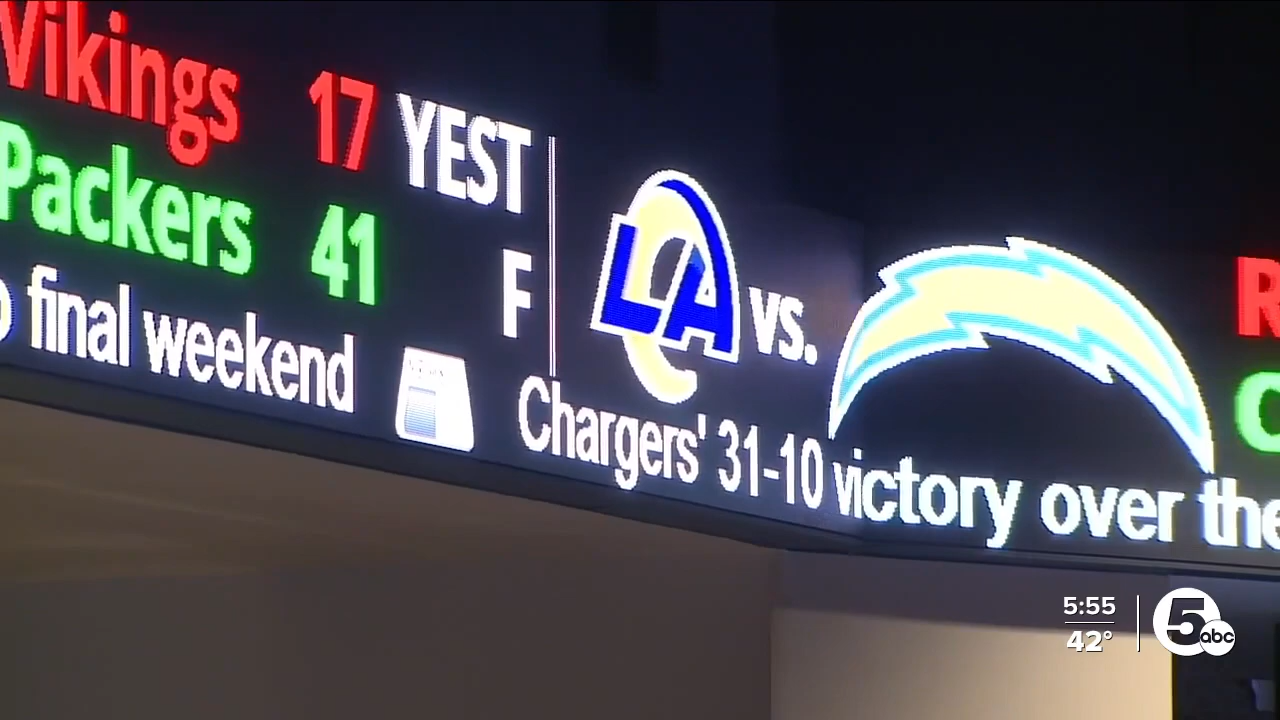 Vikings 17 YEST
Packers 41
F
final weekend
LA vs.
Chargers' 31-10 victory over the
5:55
42°
5 abc